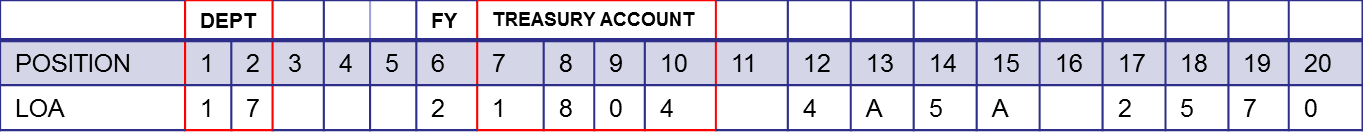 DEPT FY TREASURY ACCOUNT
POSITION 1 2 3 4 5 6 7 8 9 10 11 12 13 14 15 16 17 18 19 20
LOA 1 7 2 1 8 0 4 4 A 5 A 2 5 7 0